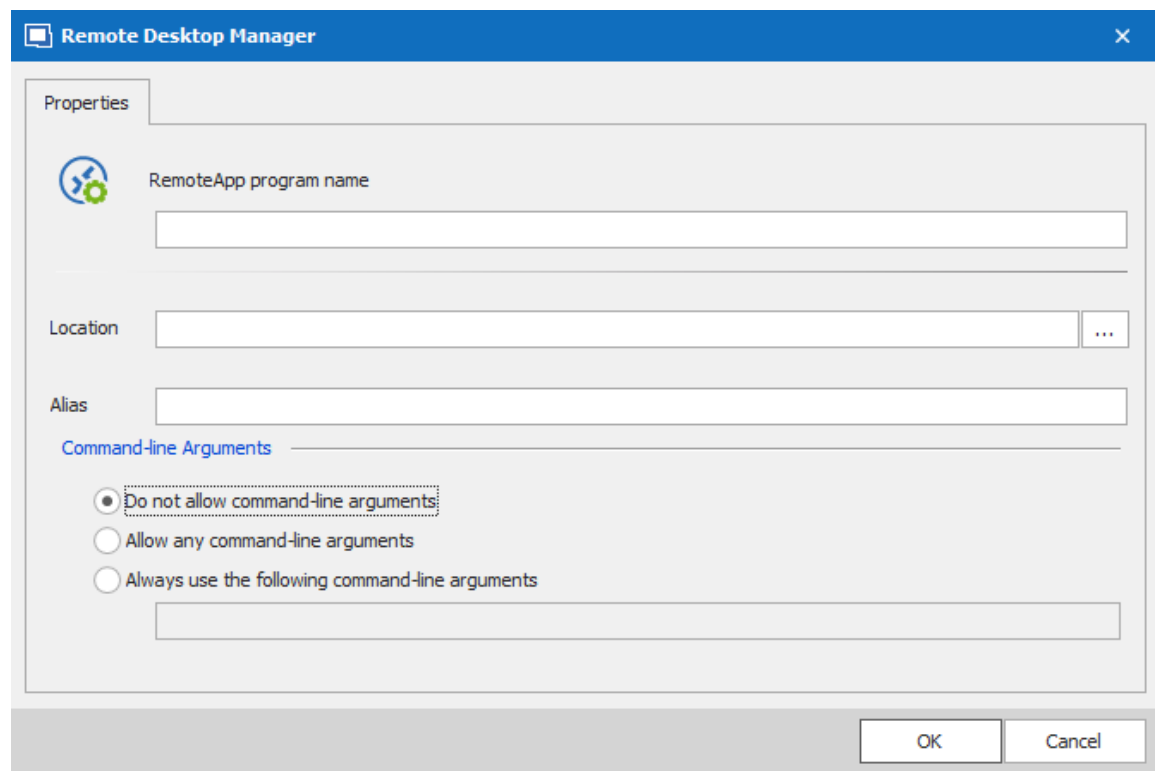 Remote Desktop Manager
Properties
RemoteApp program name
Location
...
Alias
Command-line Arguments
Do not allow command-line arguments
Allow any command-line arguments
Always use the following command-line arguments
OK Cancel